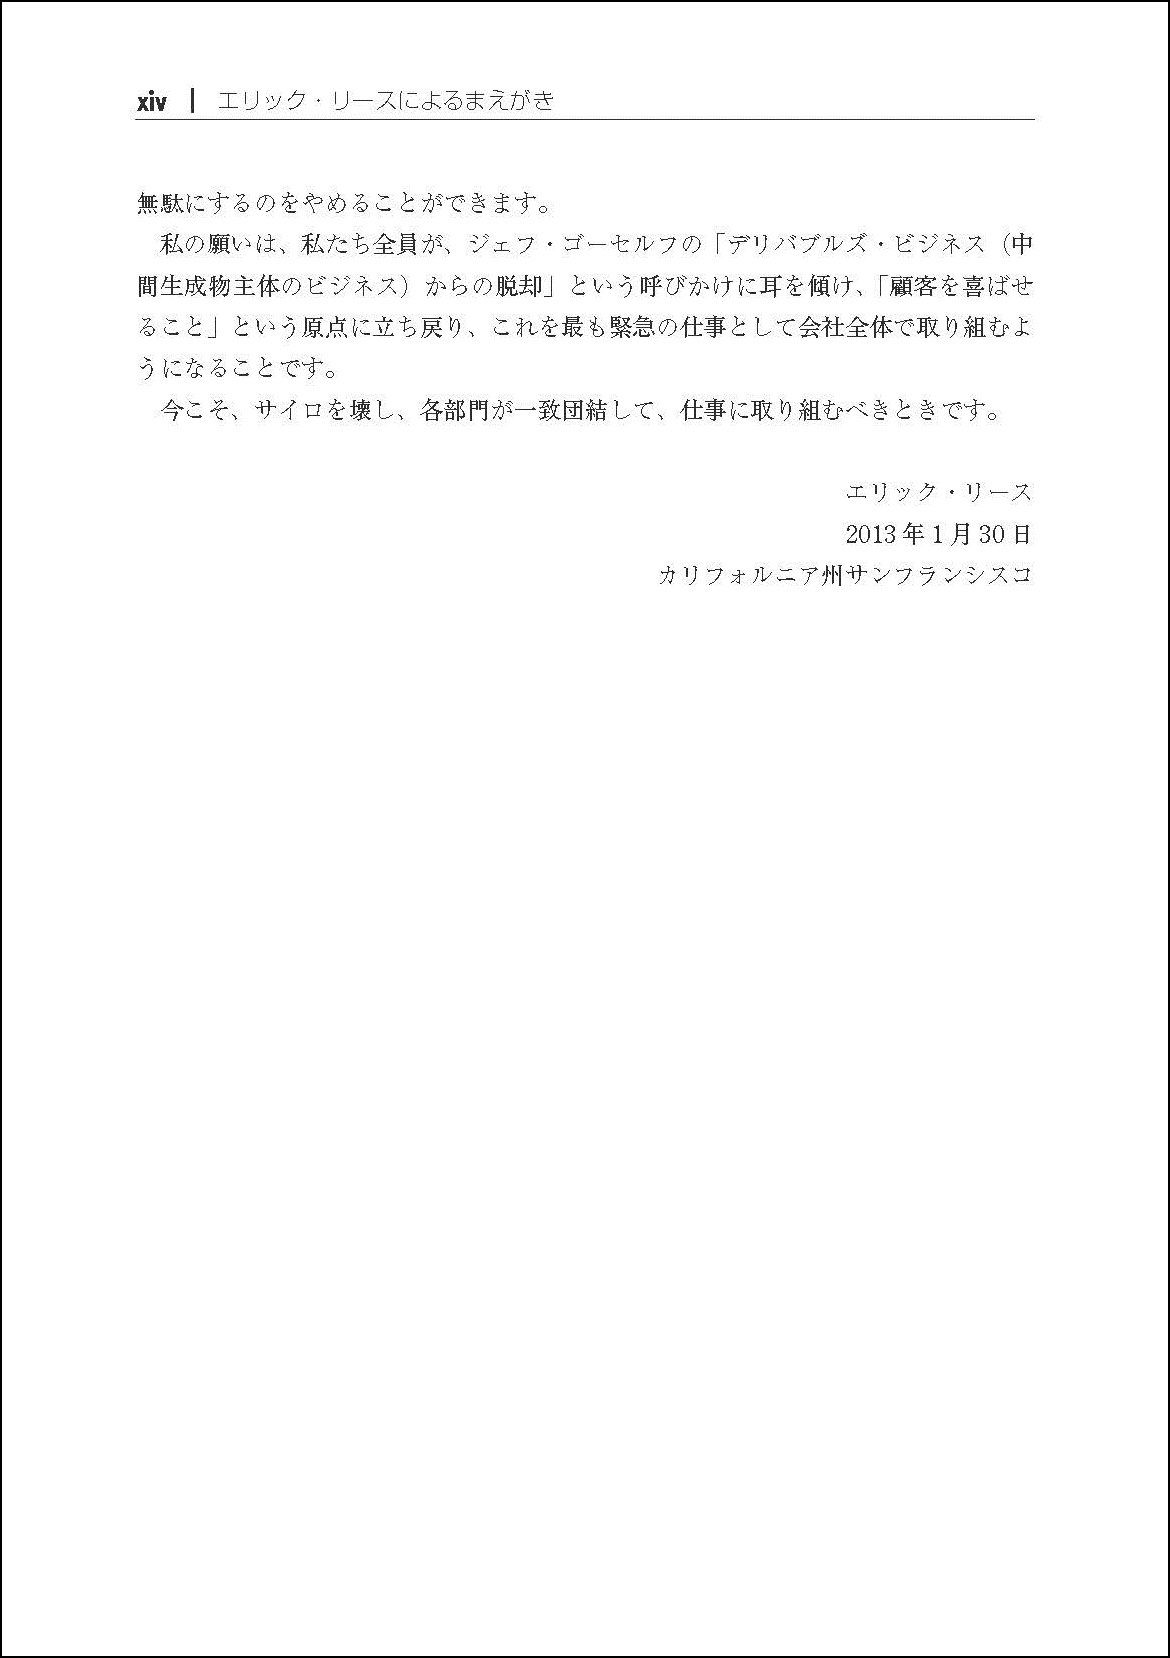 xiv | エリック・リースによるまえがき
無駄にするのをやめることができます。
私の願いは、私たち全員が、ジェフ・ゴーセルフの「デリバブルズ・ビジネス（中
間生成物主体のビジネス）からの脱却」という呼びかけに耳を傾け、「顧客を喜ばせ
ること」という原点に立ち戻り、これを最も緊急の仕事として会社全体で取り組むよ
うになることです。
今こそ、サイロを壊し、各部門が一致団結して、仕事に取り組むべきときです。
エリック・リース
2013 年 1 月 30 日
カリフォルニア州サンフランシスコ